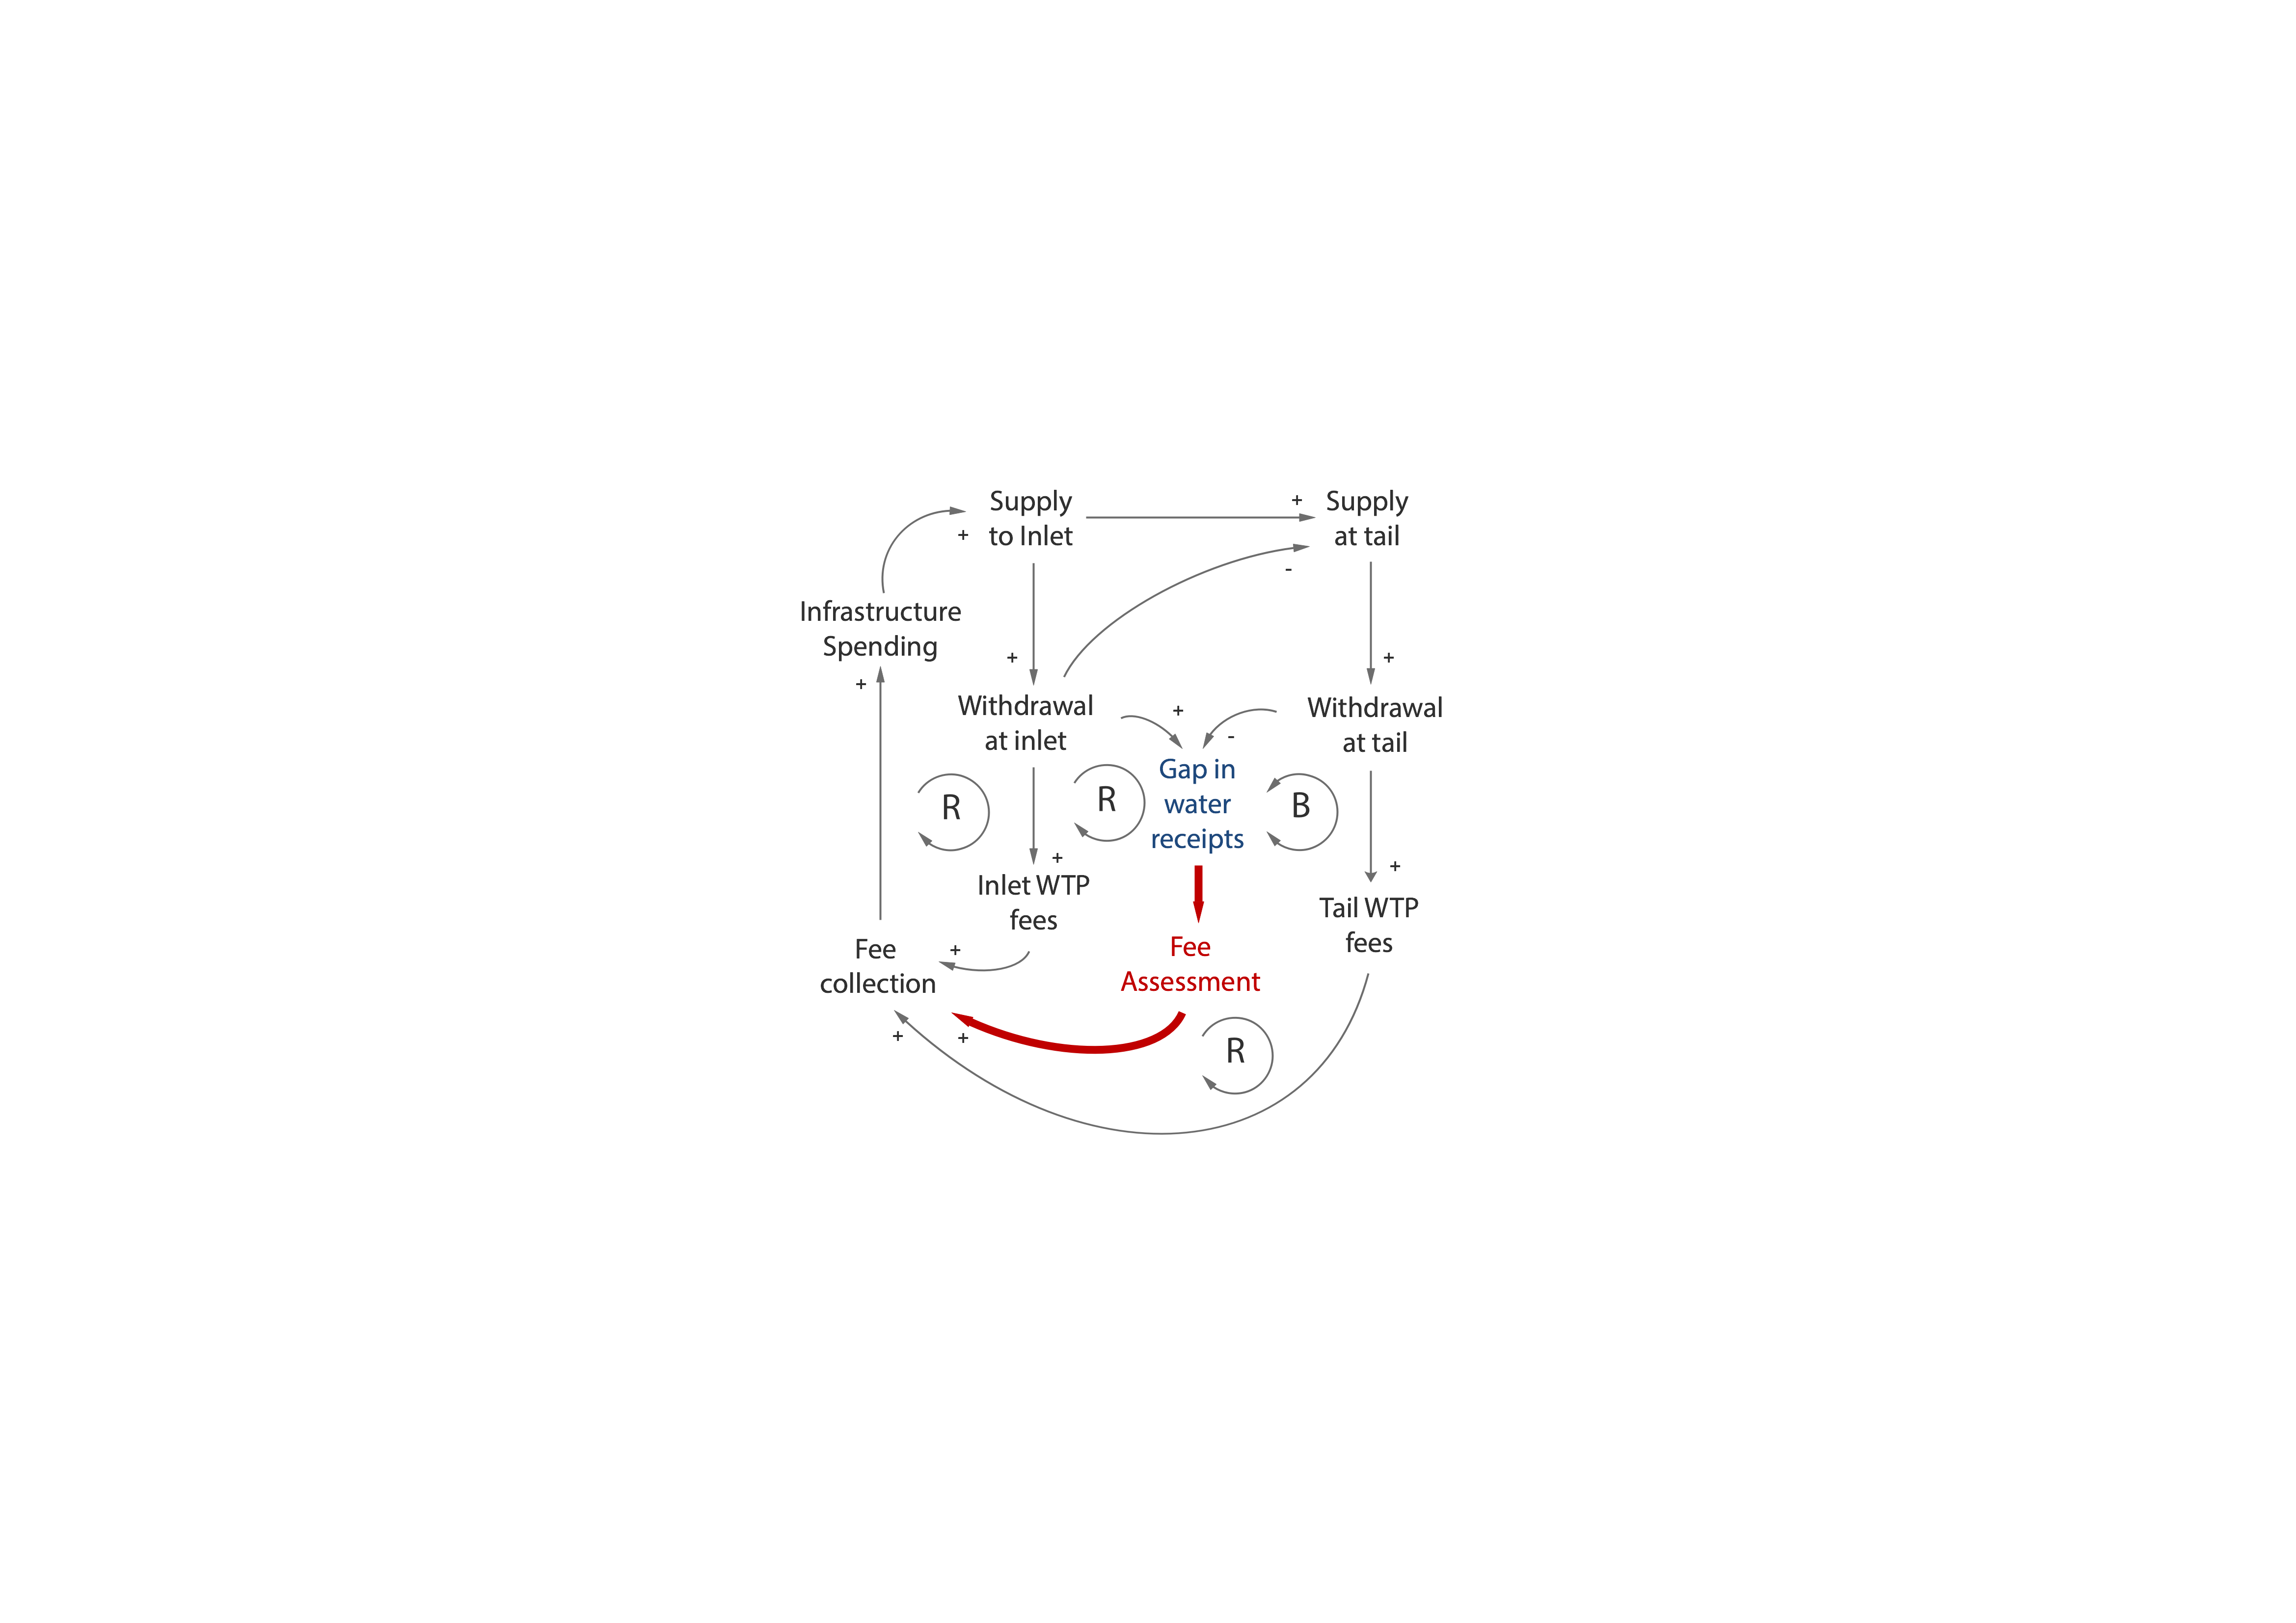 Supply
to Inlet
+
Supply
at tail
+
-
Infrastructure
Spending
+
+
+
Withdrawal
at inlet
+
-
Withdrawal
at tail
Gap in
water
receipts
R
R
B
+
+
Inlet WTP
fees
Tail WTP
fees
Fee
collection
+
Fee
Assessment
+
+
R